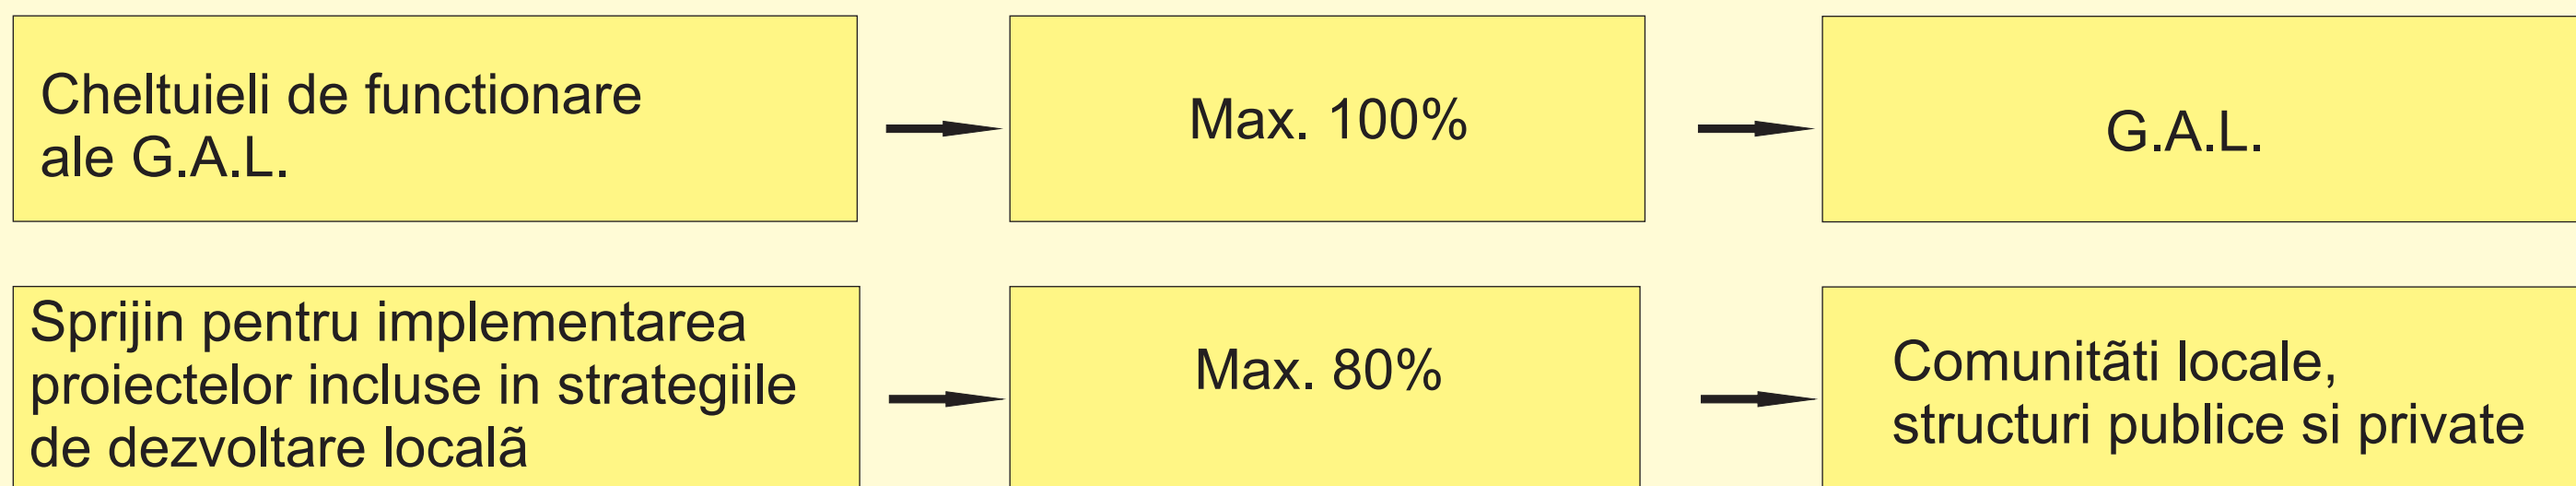 Cheltuieli de functionare
ale G.A.L.
Max. 100%
G.A.L.
Sprijin pentru implementarea
proiectelor incluse in strategiile
de dezvoltare localã
Max. 80%
Comunitãti locale,
structuri publice si private